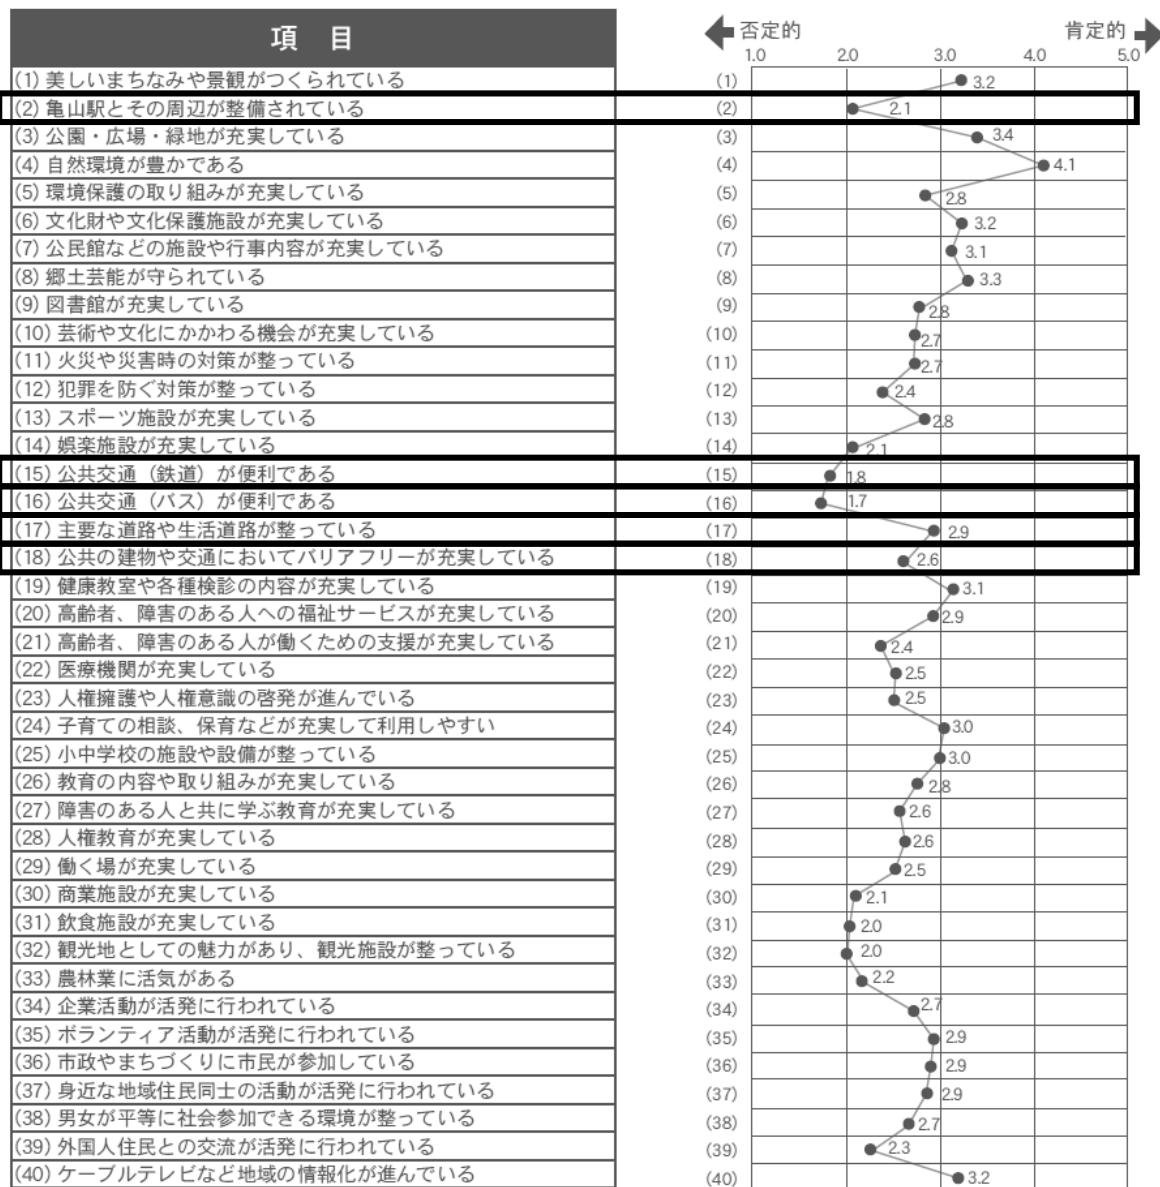 項 目
否定的 肯定的
1.0 2.0 3.0 4.0 5.0
(1) 美しいまちなみや景観がつくられている (1) 3.2
(2) 亀山駅とその周辺が整備されている (2) 2.1
(3) 公園・広場・緑地が充実している (3) 3.4
(4) 自然環境が豊かである (4) 4.1
(5) 環境保護の取り組みが充実している (5) 2.8
(6) 文化財や文化保護施設が充実している (6) 3.2
(7) 公民館などの施設や行事内容が充実している (7) 3.1
(8) 郷土芸能が守られている (8) 3.3
(9) 図書館が充実している (9) 2.8
(10) 芸術や文化にかかわる機会が充実している (10) 2.7
(11) 火災や災害時の対策が整っている (11) 2.7
(12) 犯罪を防ぐ対策が整っている (12) 2.4
(13) スポーツ施設が充実している (13) 2.8
(14) 娯楽施設が充実している (14) 2.1
(15) 公共交通（鉄道）が便利である (15) 1.8
(16) 公共交通（バス）が便利である (16) 1.7
(17) 主要な道路や生活道路が整っている (17) 2.9
(18) 公共の建物や交通においてバリアフリーが充実している (18) 2.6
(19) 健康教室や各種検診の内容が充実している (19) 3.1
(20) 高齢者、障害のある人への福祉サービスが充実している (20) 2.9
(21) 高齢者、障害のある人が働くための支援が充実している (21) 2.4
(22) 医療機関が充実している (22) 2.5
(23) 人権擁護や人権意識の啓発が進んでいる (23) 2.5
(24) 子育ての相談、保育などが充実して利用しやすい (24) 3.0
(25) 小中学校の施設や設備が整っている (25) 3.0
(26) 教育の内容や取り組みが充実している (26) 2.8
(27) 障害のある人と共に学ぶ教育が充実している (27) 2.6
(28) 人権教育が充実している (28) 2.6
(29) 働く場が充実している (29) 2.5
(30) 商業施設が充実している (30) 2.1
(31) 飲食施設が充実している (31) 2.0
(32) 観光地としての魅力があり、観光施設が整っている (32) 2.0
(33) 農林業に活気がある (33) 2.2
(34) 企業活動が活発に行われている (34) 2.7
(35) ボランティア活動が活発に行われている (35) 2.9
(36) 市政やまちづくりに市民が参加している (36) 2.9
(37) 身近な地域住民同士の活動が活発に行われている (37) 2.9
(38) 男女が平等に社会参加できる環境が整っている (38) 2.7
(39) 外国人住民との交流が活発に行われている (39) 2.3
(40) ケーブルテレビなど地域の情報化が進んでいる (40) 3.2